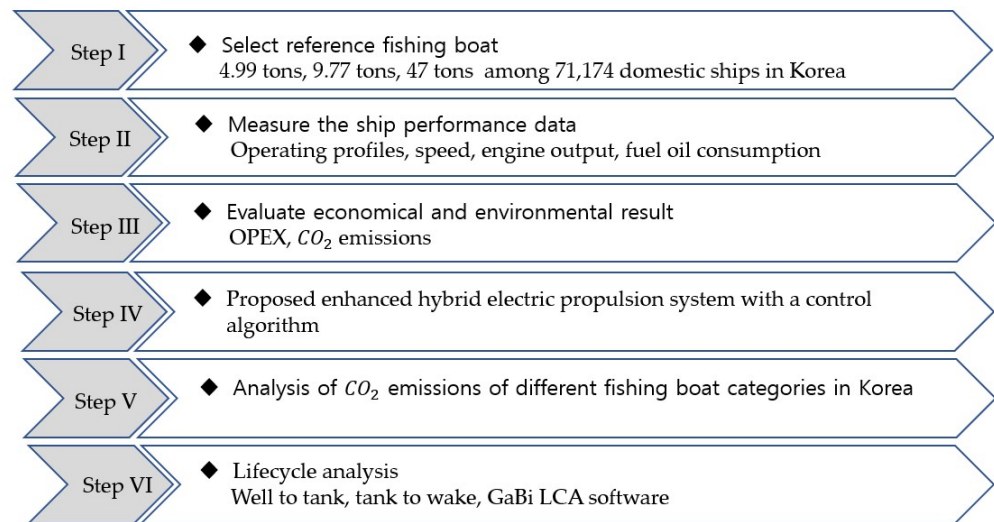 Step I
◆ Select reference fishing boat
4.99 tons, 9.77 tons, 47 tons among 71,174 domestic ships in Korea
Step II
◆ Measure the ship performance data
Operating profiles, speed, engine output, fuel oil consumption
Step III
◆ Evaluate economical and environmental result
OPEX, CO₂ emissions
Step IV
◆ Proposed enhanced hybrid electric propulsion system with a control
algorithm
Step V
◆ Analysis of CO₂ emissions of different fishing boat categories in Korea
Step VI
◆ Lifecycle analysis
Well to tank, tank to wake, GaBi LCA software